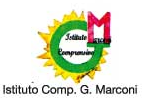 Istituto
Comprensivo
G Marconi
Istituto Comp. G. Marconi